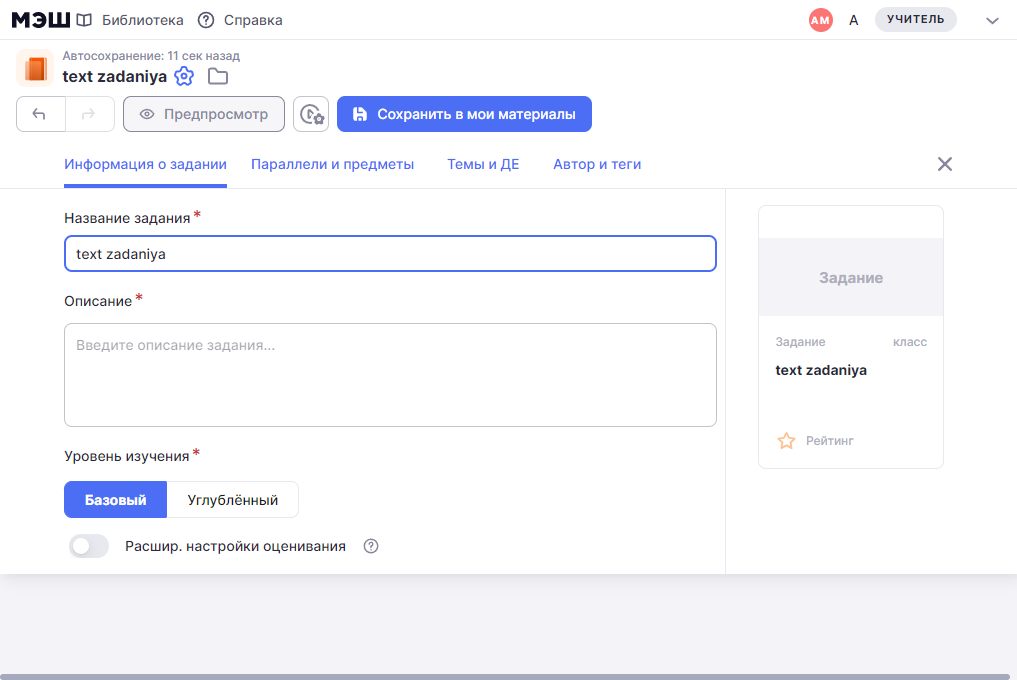 МЭШ Библиотека Справка АМ А УЧИТЕЛЬ
Автосохранение: 11 сек назад
text zadaniya
Предпросмотр Сохранить в мои материалы
Информация о задании Параллели и предметы Темы и ДЕ Автор и теги
Название задания *
text zadaniya
Описание *
Введите описание задания...
Уровень изучения *
Базовый Углублённый
Расшир. настройки оценивания
Задание
Задание класс
text zadaniya
Рейтинг